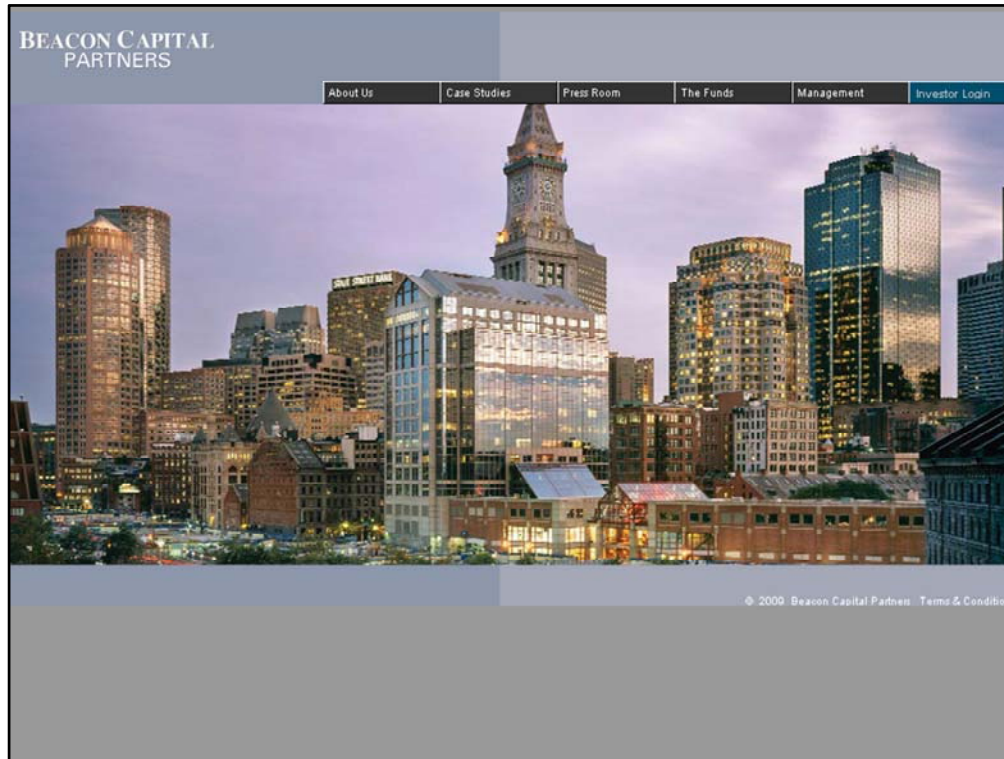 BEACON CAPITAL
PARTNERS
About Us Case Studies Press Room The Funds Management Investor Login
STATE STREET BANK
© 2009 Beacon Capital Partners Terms & Conditio